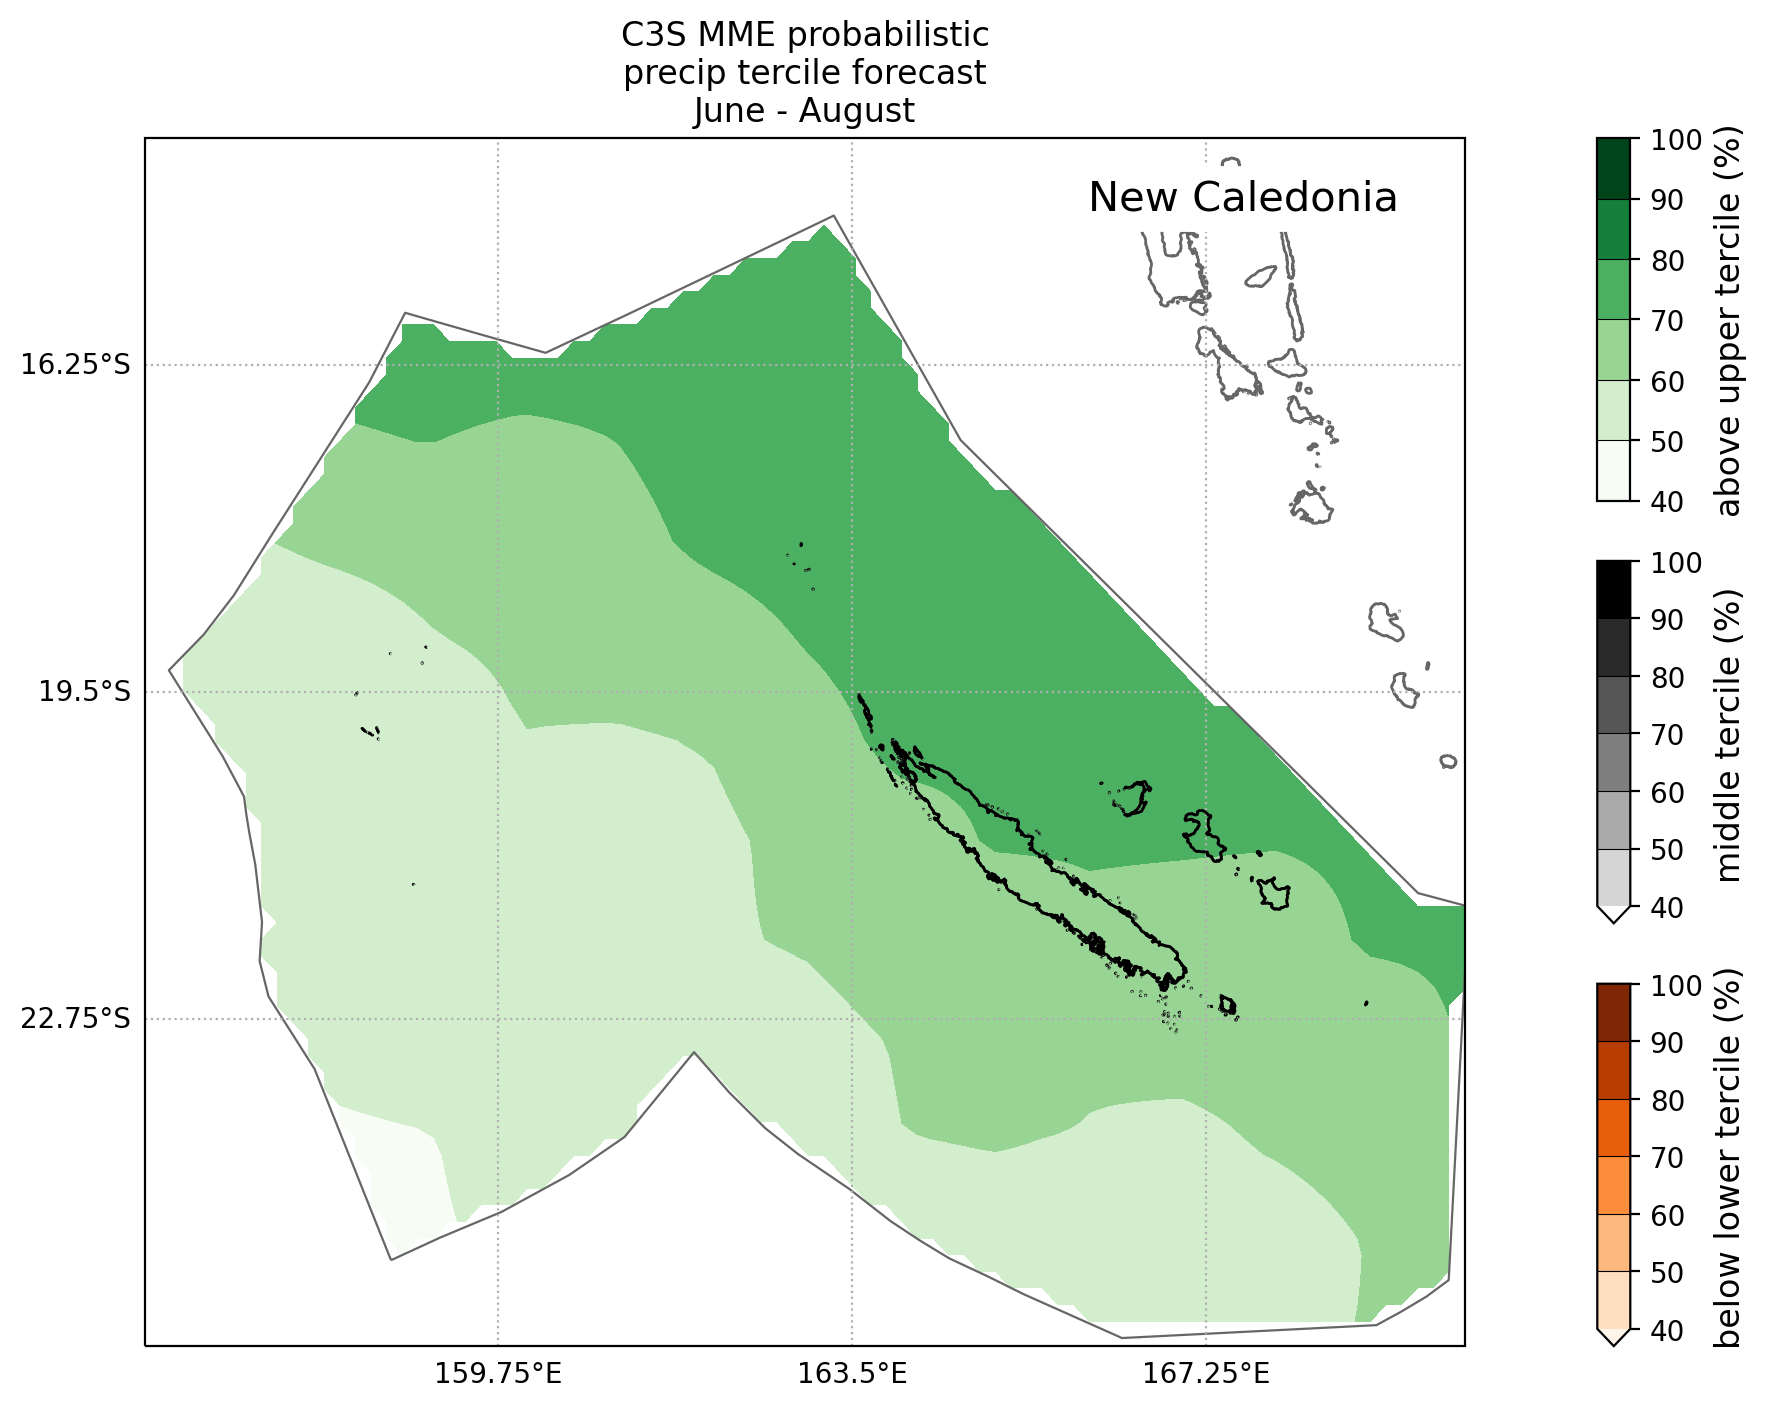 C3S MME probabilistic
precip tercile forecast
June - August
New Caledonia
16.25°S
19.5°S
22.75°S
159.75°E
163.5°E
167.25°E
100
90
80
70
60
50
40
above upper tercile (%)
100
90
80
70
60
50
40
middle tercile (%)
100
90
80
70
60
50
40
below lower tercile (%)